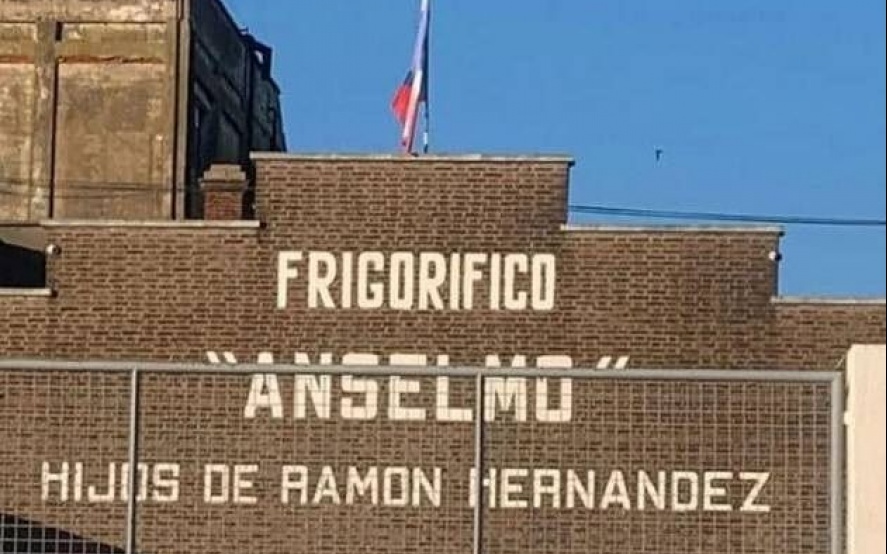 FRIGORIFICO
"ANSELMO"
HIJOS DE RAMON HERNANDEZ